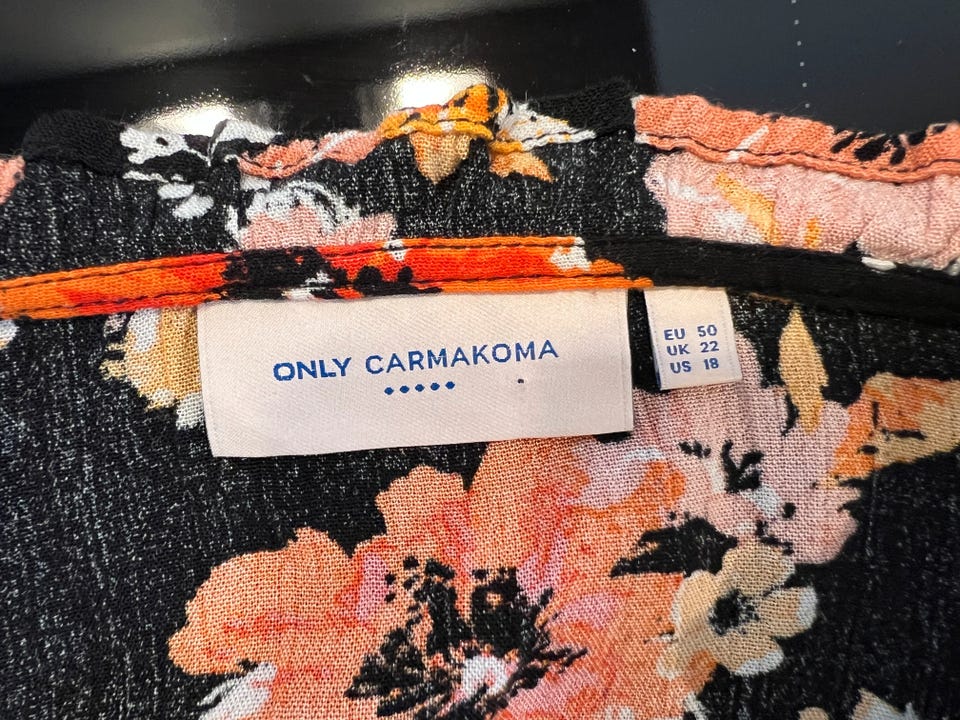 ONLY CARMAKOMA
EU 50
UK 22
US 18